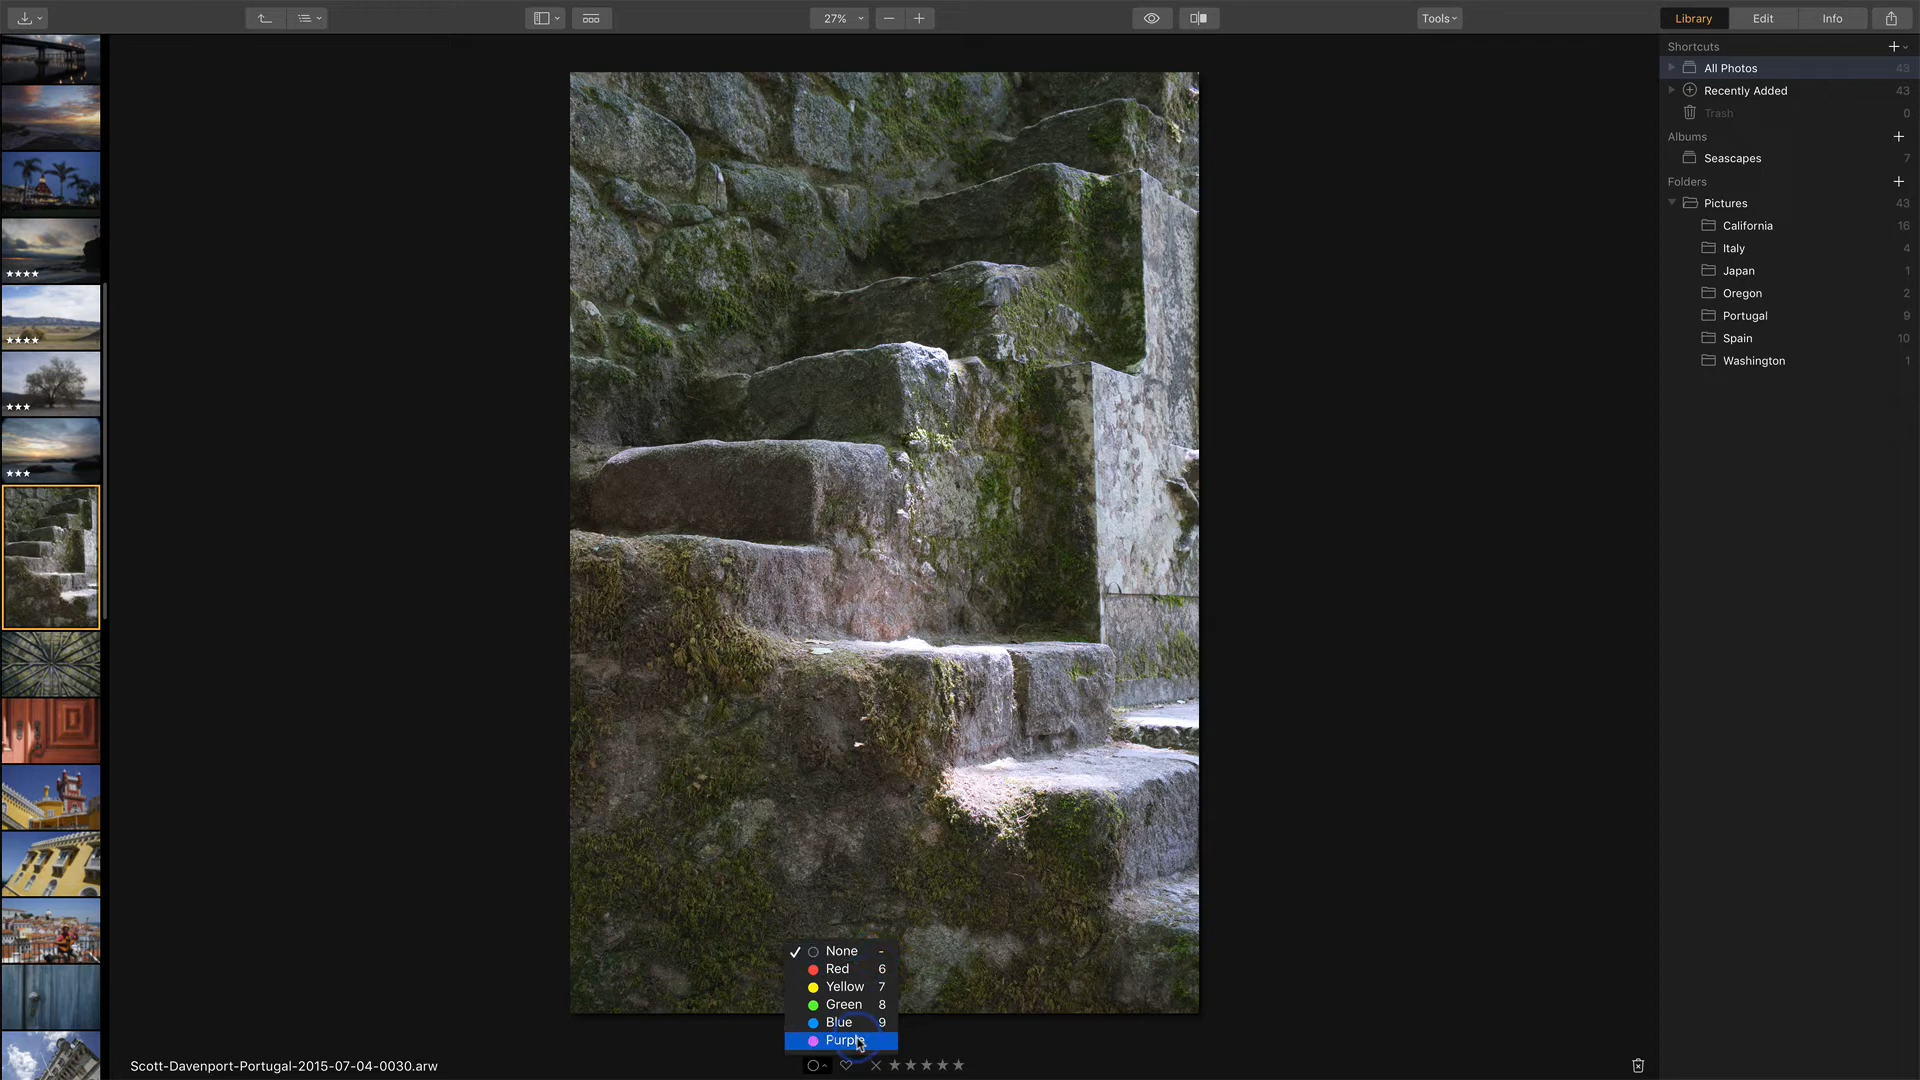 27%
Tools
Library
Edit
Info
Shortcuts
All Photos 43
Recently Added 43
Trash 0
Albums
Seascapes 7
Folders
Pictures 43
California 16
Italy 4
Japan 1
Oregon 2
Portugal 9
Spain 10
Washington 1
None -
Red 6
Yellow 7
Green 8
Blue 9
Purple
Scott-Davenport-Portugal-2015-07-04-0030.arw